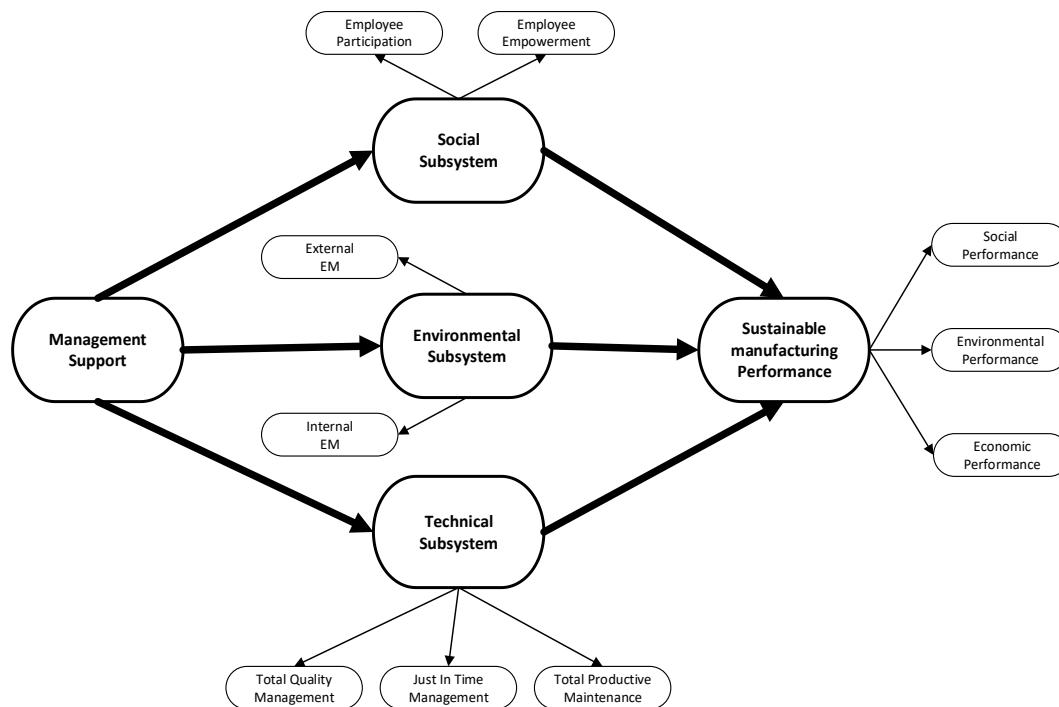 Employee
Participation
Employee
Empowerment
Social
Subsystem
External
EM
Social
Performance
Management
Support
Environmental
Subsystem
Sustainable
manufacturing
Performance
Environmental
Performance
Internal
EM
Economic
Performance
Technical
Subsystem
Total Quality
Management
Just In Time
Management
Total Productive
Maintenance